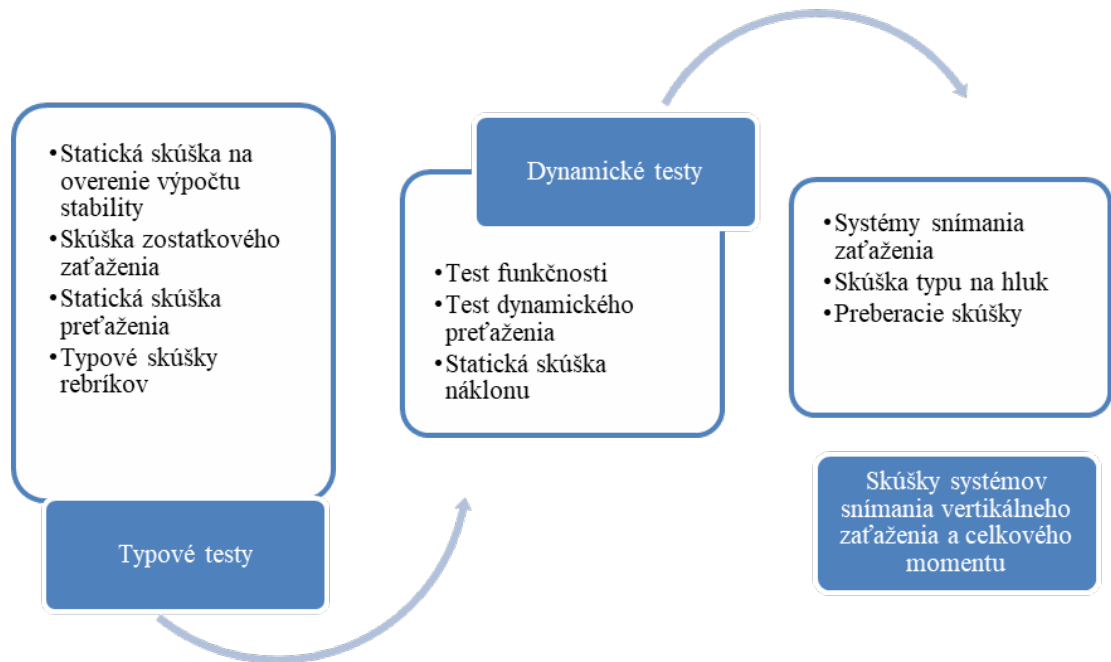 •Statická skúška na
overenie výpočtu
stability
•Skúška zostatkového
zaťaženia
•Statická skúška
preťaženia
•Typové skúšky
rebríkov
Typové testy
Dynamické testy
•Test funkčnosti
•Test dynamického
preťaženia
•Statická skúška
náklonu
•Systémy snímania
zaťaženia
•Skúška typu na hluk
•Preberacie skúšky
Skúšky systémov
snímania vertikálneho
zaťaženia a celkového
momentu